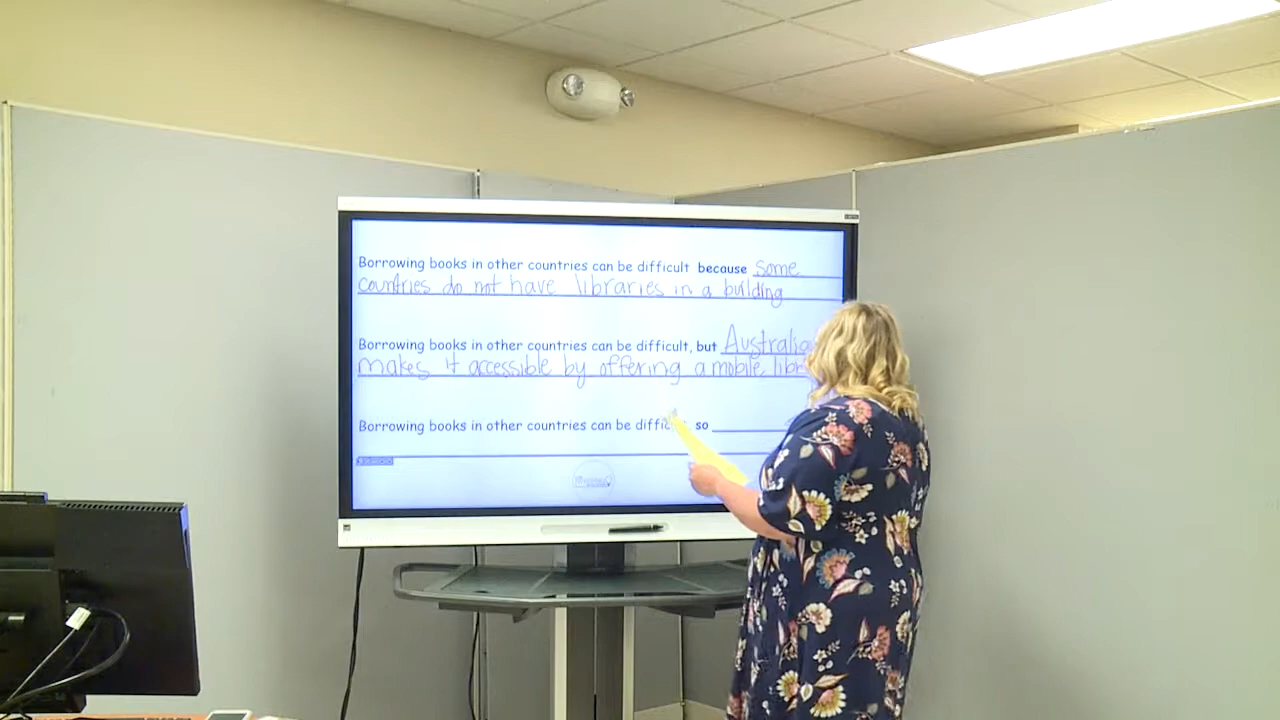 Borrowing books in other countries can be difficult because some
countries do not have libraries in a building
Borrowing books in other countries can be difficult, but Australia
makes it accessible by offering a mobile
Borrowing books in other countries can be so